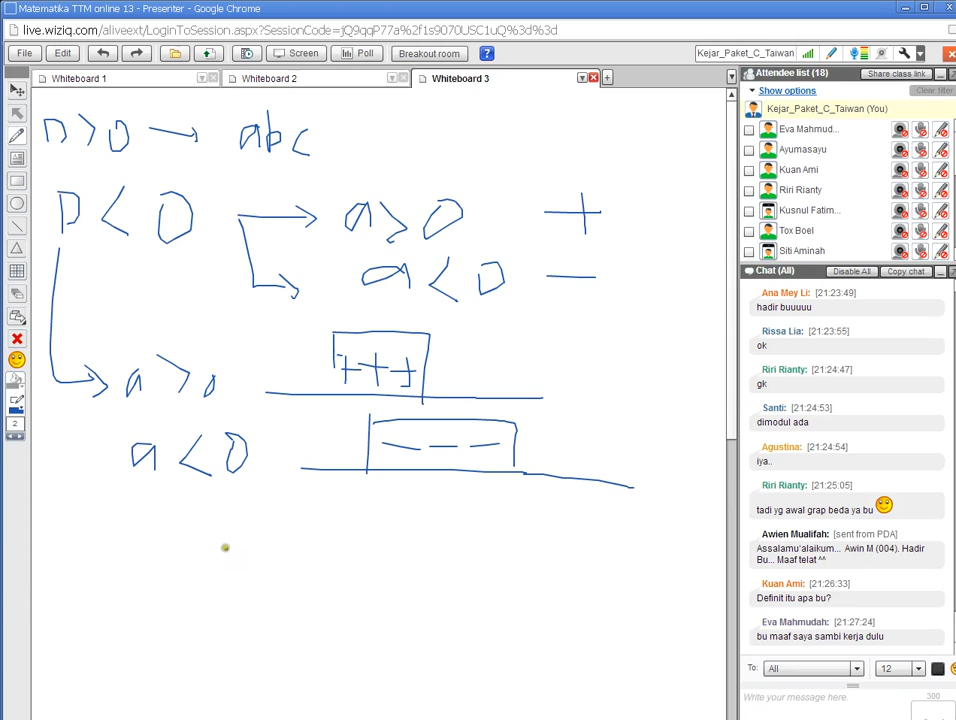 Matematika TTM online 13 - Presenter - Google Chrome
live.wiziq.com/aliveext/LoginToSession.aspx?SessionCode=jQ9qqP77a%2f1s9070USC1uQ%3d%3d
File Edit Screen Poll Breakout room ? Kejar_Paket_C_Taiwan
Whiteboard 1 Whiteboard 2 Whiteboard 3
D > 0 → abc
D < 0 → a > 0 +
a < 0 —
a > 0 +++
a < 0 — — —
2
Attendee list (18) Share class link
Show options Clear filter
Kejar_Paket_C_Taiwan (You)
Eva Mahmud...
Ayumasayu
Kuan Ami
Riri Rianty
Kusnul Fatim...
Tox Boel
Siti Aminah
Chat (All) Disable All Copy chat
Ana Mey Li: [21:23:49]
hadir buuuuu
Rissa Lia: [21:23:55]
ok
Riri Rianty: [21:24:47]
gk
Santi: [21:24:53]
dimodul ada
Agustina: [21:24:54]
iya..
Riri Rianty: [21:25:05]
tadi yg awal grap beda ya bu
Awien Mualifah: [sent from PDA]
Assalamu'alaikum... Awin M (004). Hadir
Bu... Maaf telat ^^
Kuan Ami: [21:26:33]
Definit itu apa bu?
Eva Mahmudah: [21:27:24]
bu maaf saya sambi kerja dulu
To: All 12
Write your message here. 300